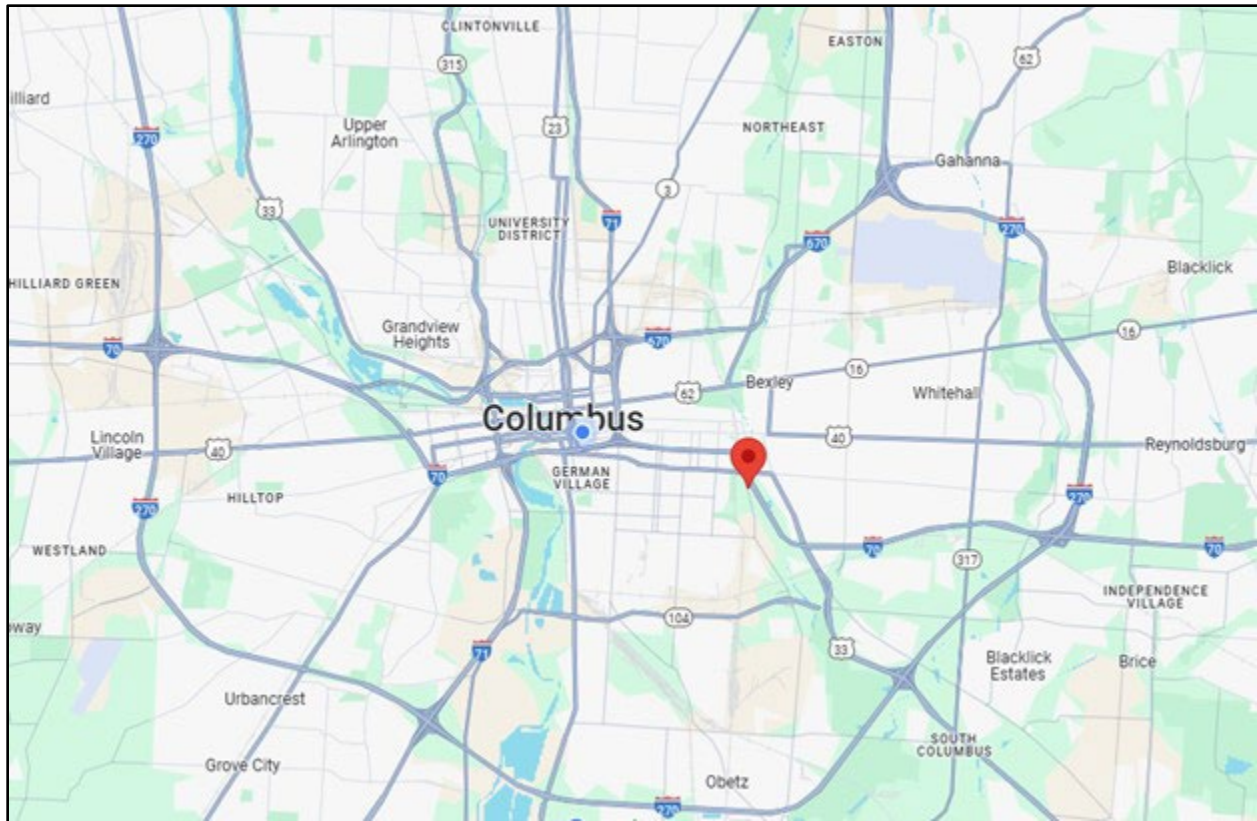 CLINTONVILLE
EASTON
315
62
illiard
270
Upper
Arlington
23
NORTHEAST
Gahanna
3
33
UNIVERSITY
DISTRICT
71
670
270
Blacklick
HILLIARD GREEN
Grandview
Heights
70
670
16
16
Bexley
62
Whitehall
Columbus
Lincoln
Village
40
40
Reynoldsburg
70
GERMAN
VILLAGE
HILLTOP
270
270
WESTLAND
70
70
317
INDEPENDENCE
VILLAGE
104
oway
71
33
Blacklick
Estates
Brice
Urbancrest
SOUTH
COLUMBUS
Grove City
Obetz
270